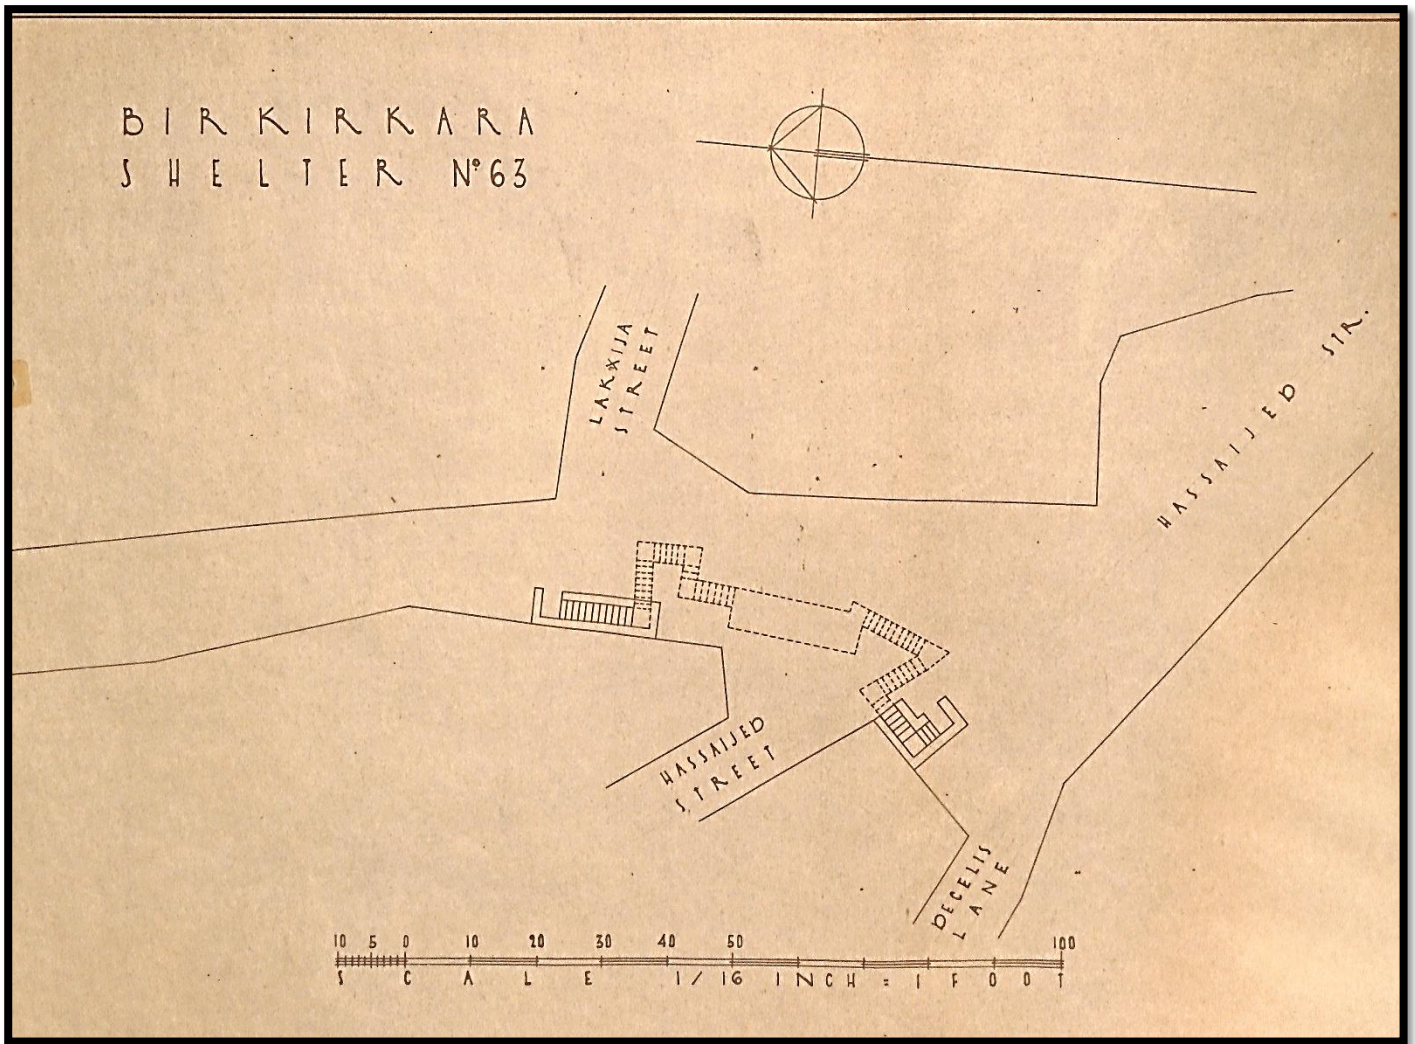 BIRKIRKARA
SHELTER Nº 63
LAKXIJA
STREET
HASSAIJED STR.
HASSAIJED
STREET
DECELIS
LANE
10 5 0 10 20 30 40 50 100
SCALE 1/16 INCH = 1 FOOT